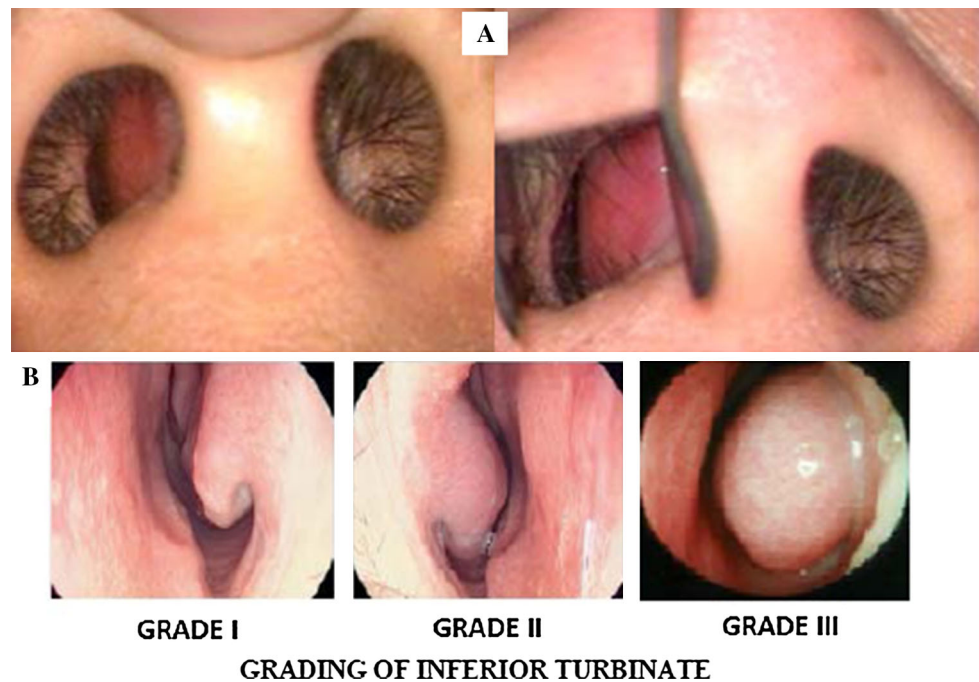 A
B
GRADE I
GRADE II
GRADE III
GRADING OF INFERIOR TURBINATE